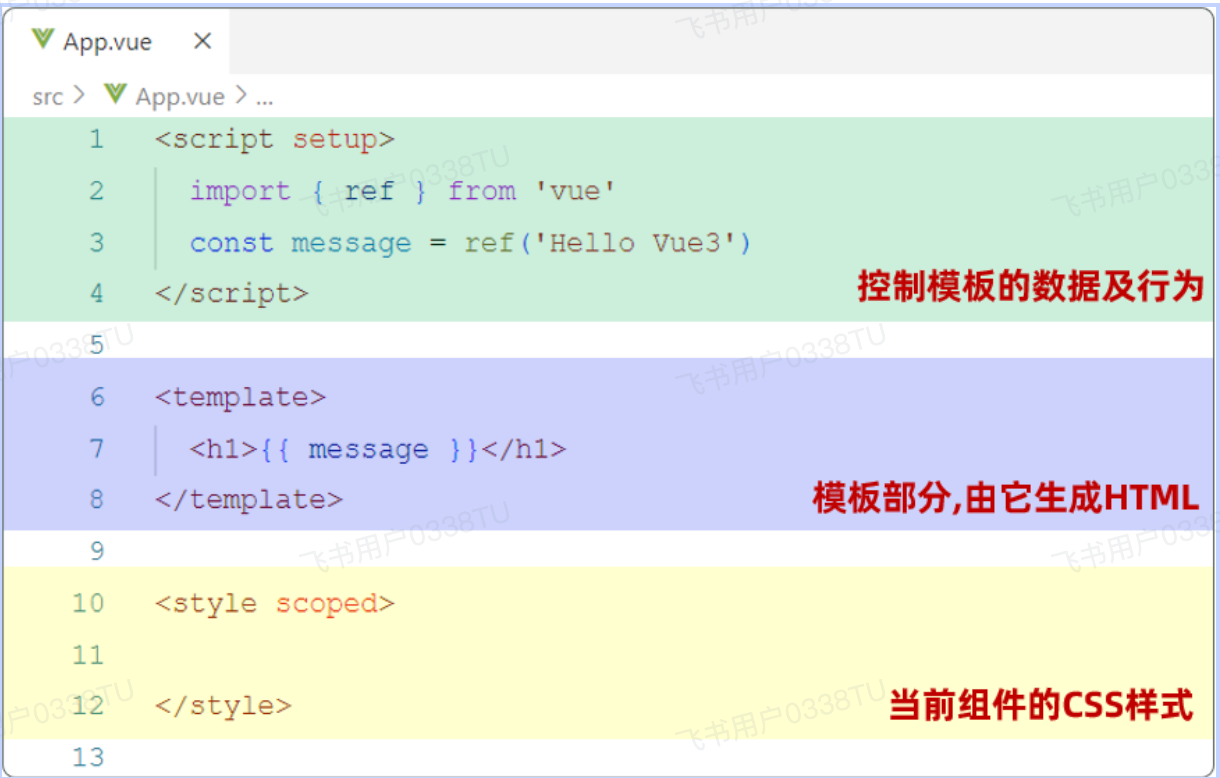 App.vue ×
src > App.vue > ...
1 <script setup>
2 import { ref } from 'vue'
3 const message = ref('Hello Vue3')
4 </script>
控制模板的数据及行为
5
6 <template>
7 <h1>{{ message }}</h1>
8 </template>
模板部分,由它生成HTML
9
10 <style scoped>
11
12 </style>
当前组件的CSS样式
13
飞书用户0338TU